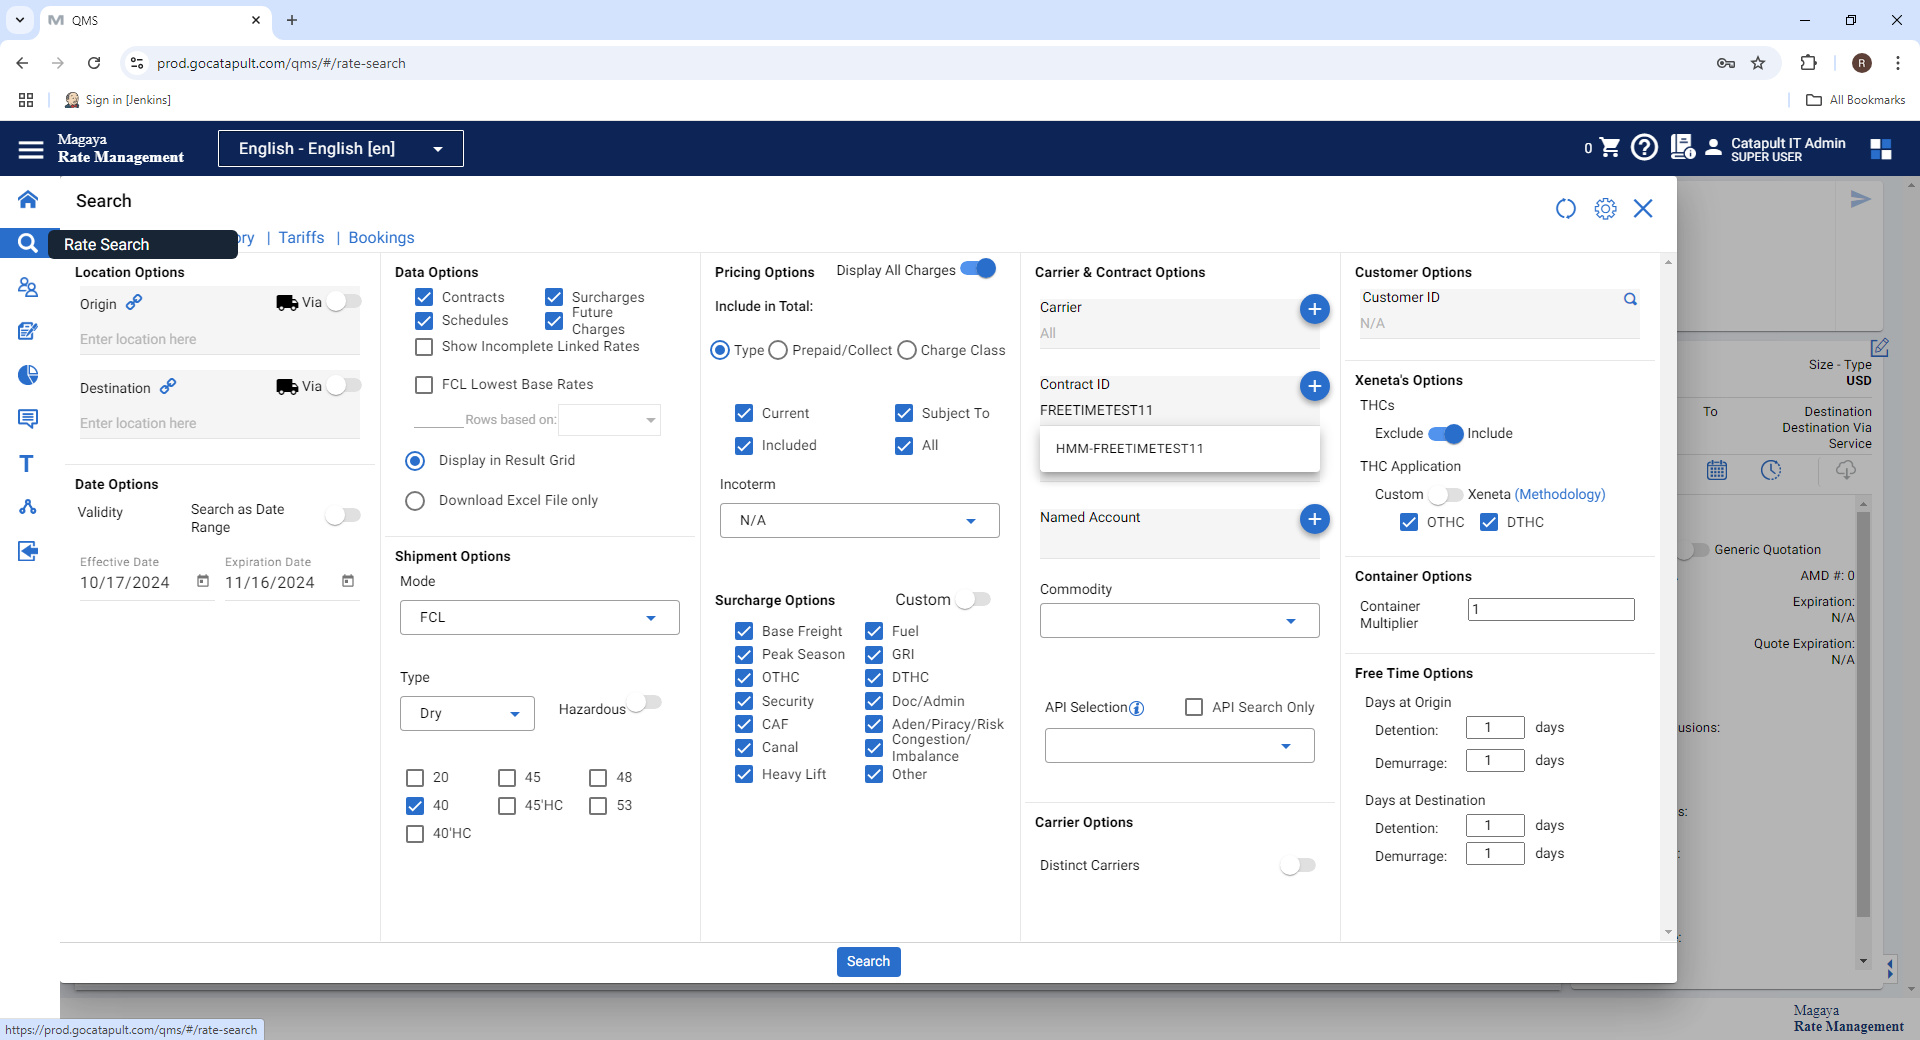 QMS
prod.gocatapult.com/qms/#/rate-search
R
Sign in [Jenkins]
All Bookmarks
Magaya
Rate Management
English - English [en]
0
Catapult IT Admin
SUPER USER
Search
Rate Search
ory | Tariffs | Bookings
Location Options
Origin
Via
Enter location here
Destination
Via
Enter location here
Date Options
Validity
Search as Date
Range
Effective Date
10/17/2024
Expiration Date
11/16/2024
Data Options
Contracts
Surcharges
Schedules
Future
Charges
Show Incomplete Linked Rates
FCL Lowest Base Rates
Rows based on:
Display in Result Grid
Download Excel File only
Shipment Options
Mode
FCL
Type
Dry
Hazardous
20
45
48
40
45'HC
53
40'HC
Pricing Options
Display All Charges
Include in Total:
Type
Prepaid/Collect
Charge Class
Current
Subject To
Included
All
Incoterm
N/A
Surcharge Options
Custom
Base Freight
Fuel
Peak Season
GRI
OTHC
DTHC
Security
Doc/Admin
CAF
Aden/Piracy/Risk
Canal
Congestion/
Imbalance
Heavy Lift
Other
Carrier & Contract Options
Carrier
All
Contract ID
FREETIMETEST11
HMM-FREETIMETEST11
Named Account
Commodity
API Selection
API Search Only
Carrier Options
Distinct Carriers
Customer Options
Customer ID
N/A
Xeneta's Options
THCs
Exclude
Include
THC Application
Custom
Xeneta (Methodology)
OTHC
DTHC
Container Options
Container
Multiplier
1
Free Time Options
Days at Origin
Detention:
1
days
Demurrage:
1
days
Days at Destination
Detention:
1
days
Demurrage:
1
days
Search
Size - Type
USD
To
Destination
Destination Via
Service
Generic Quotation
AMD #: 0
Expiration:
N/A
Quote Expiration:
N/A
usions:
s:
https://prod.gocatapult.com/qms/#/rate-search
Magaya
Rate Management